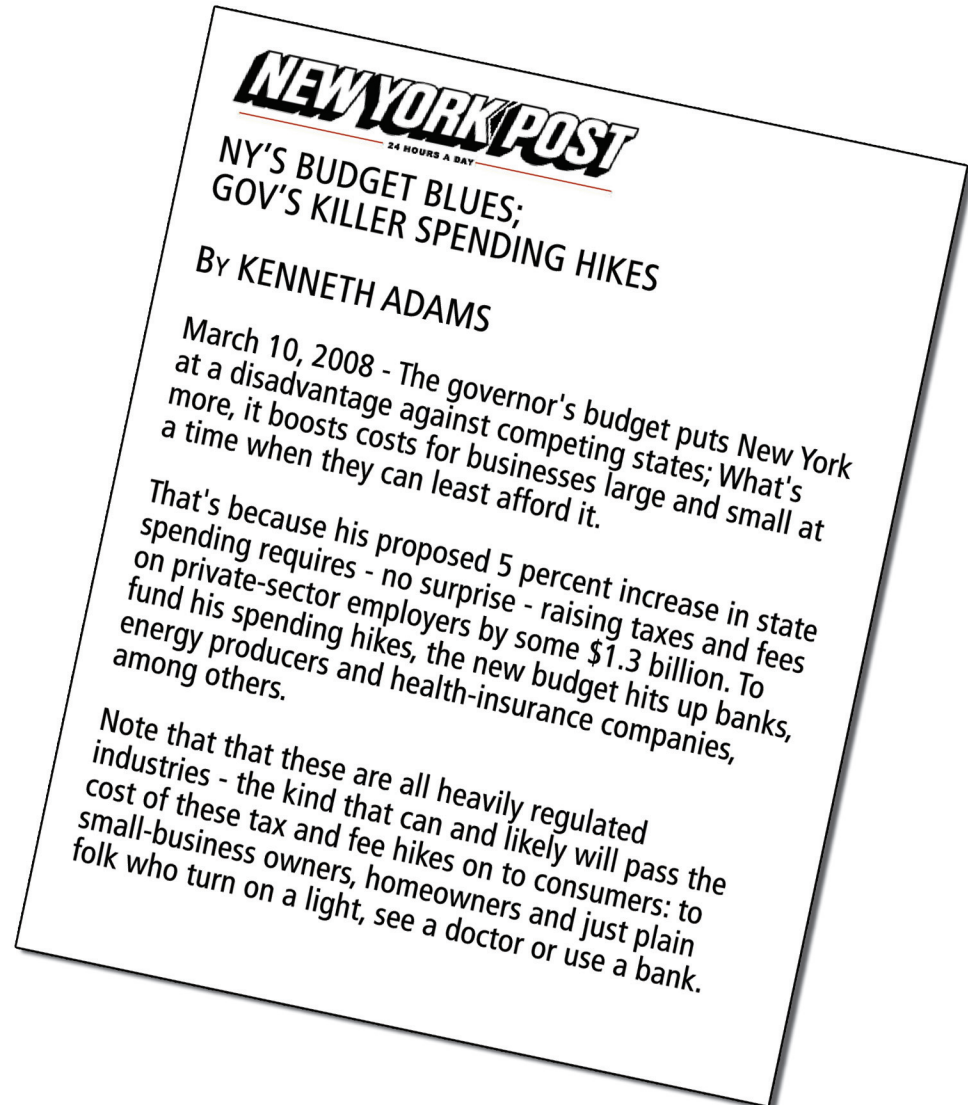 NEW YORK POST
24 HOURS A DAY
NY'S BUDGET BLUES;
GOV'S KILLER SPENDING HIKES
BY KENNETH ADAMS
March 10, 2008 - The governor's budget puts New York
at a disadvantage against competing states; What's
more, it boosts costs for businesses large and small at
a time when they can least afford it.
That's because his proposed 5 percent increase in state
spending requires - no surprise - raising taxes and fees
on private-sector employers by some $1.3 billion. To
fund his spending hikes, the new budget hits up banks,
energy producers and health-insurance companies,
among others.
Note that that these are all heavily regulated
industries - the kind that can and likely will pass the
cost of these tax and fee hikes on to consumers: to
small-business owners, homeowners and just plain
folk who turn on a light, see a doctor or use a bank.